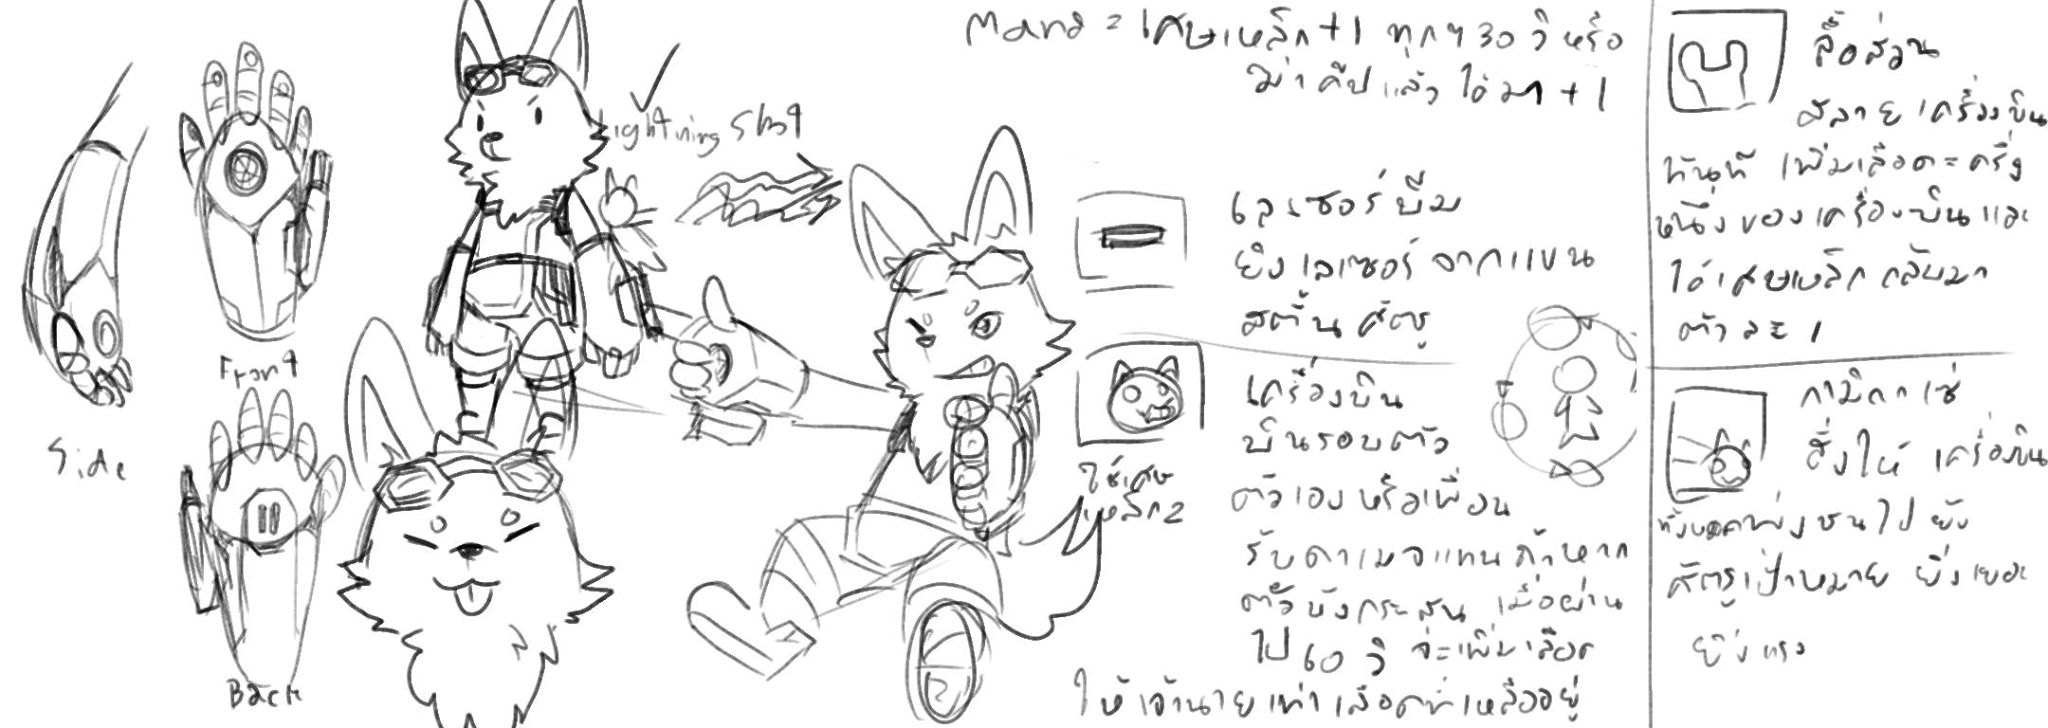 Front
Side
Back
Lightning Shot
Mana = เศษเหล็ก +1 ทุกๆ 30 วิ หรือ
ฆ่าครีปแล้ว ได้มา +1
เลเซอร์บีม
ยิงเลเซอร์จากแขน
สตั้นศัตรู
ใช้เศษ
เหล็ก 2
เครื่องบิน
บินรอบตัว
ตัวเองหรือเพื่อน
รับดาเมจแทนถ้าหาก
ตัวบังกระสุน เมื่อผ่าน
ไป 60 วิ จะเพิ่มเลือด
ให้เจ้านายเท่าเลือดที่เหลืออยู่
ลื้อส่วน
สลายเครื่องบิน
ทันที เพิ่มเลือด = ครึ่ง
หนึ่งของเครื่องบินและ
ได้เศษเหล็กกลับมา
ตัวละ 1
กามิกาเซ่
สั่งให้เครื่องบิน
ทั้งหมดพุ่งชนไปยัง
ศัตรูเป้าหมาย ยิ่งเยอะ
ยิ่งแรง